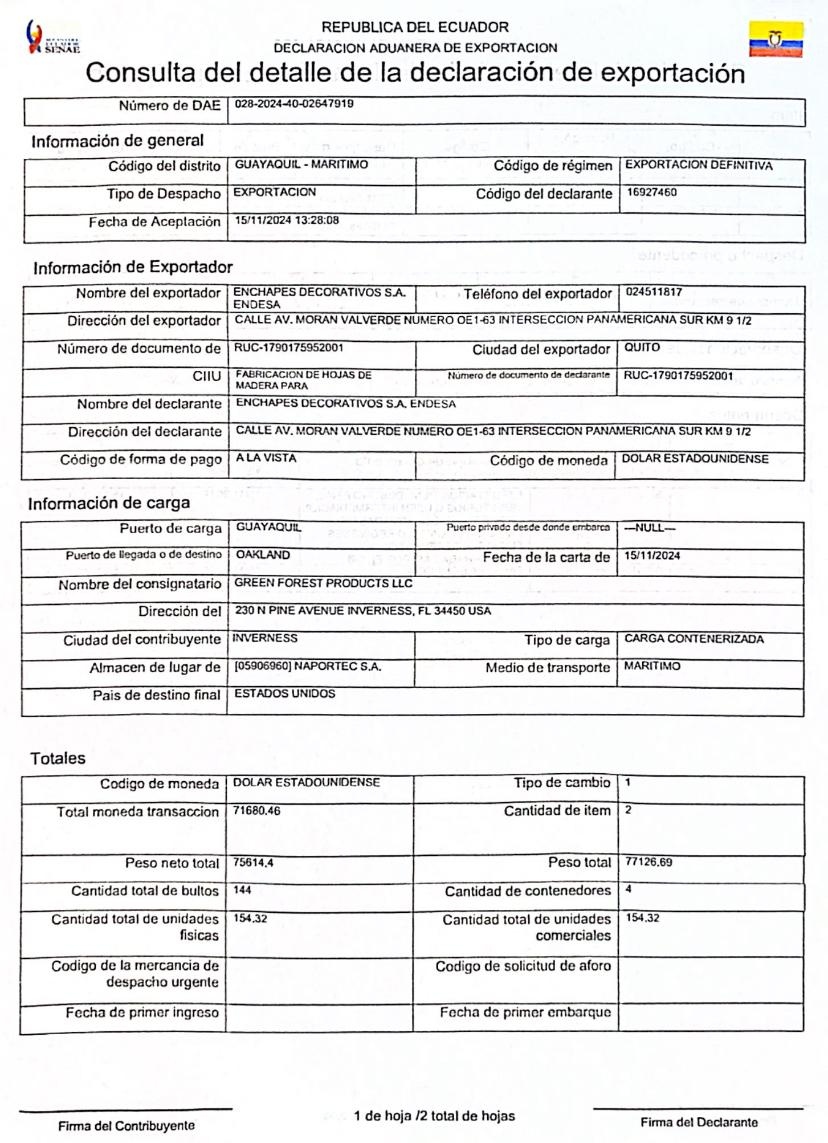 SENAE
REPUBLICA DEL ECUADOR
DECLARACION ADUANERA DE EXPORTACION
Consulta del detalle de la declaración de exportación
Número de DAE 028-2024-40-02647919
Información de general
Código del distrito GUAYAQUIL - MARITIMO Código de régimen EXPORTACION DEFINITIVA
Tipo de Despacho EXPORTACION Código del declarante 16927460
Fecha de Aceptación 15/11/2024 13:28:08
Información de Exportador
Nombre del exportador ENCHAPES DECORATIVOS S.A. Teléfono del exportador 024511817
ENDESA
Dirección del exportador CALLE AV. MORAN VALVERDE NUMERO OE1-63 INTERSECCION PANAMERICANA SUR KM 9 1/2
Número de documento de RUC-1790175952001 Ciudad del exportador QUITO
CIIU FABRICACION DE HOJAS DE Número de documento de declarante RUC-1790175952001
MADERA PARA
Nombre del declarante ENCHAPES DECORATIVOS S.A. ENDESA
Dirección del declarante CALLE AV. MORAN VALVERDE NUMERO OE1-63 INTERSECCION PANAMERICANA SUR KM 9 1/2
Código de forma de pago A LA VISTA Código de moneda DOLAR ESTADOUNIDENSE
Información de carga
Puerto de carga GUAYAQUIL Puerto privado desde donde embarca ---NULL---
Puerto de llegada o de destino OAKLAND Fecha de la carta de 15/11/2024
Nombre del consignatario GREEN FOREST PRODUCTS LLC
Dirección del 230 N PINE AVENUE INVERNESS, FL 34450 USA
Ciudad del contribuyente INVERNESS Tipo de carga CARGA CONTENERIZADA
Almacen de lugar de [05906960] NAPORTEC S.A. Medio de transporte MARITIMO
Pais de destino final ESTADOS UNIDOS
Totales
Codigo de moneda DOLAR ESTADOUNIDENSE Tipo de cambio 1
Total moneda transaccion 71680.46 Cantidad de item 2
Peso neto total 75614.4 Peso total 77126.69
Cantidad total de bultos 144 Cantidad de contenedores 4
Cantidad total de unidades 154.32 Cantidad total de unidades 154.32
fisicas comerciales
Codigo de la mercancia de Codigo de solicitud de aforo
despacho urgente
Fecha de primer ingreso Fecha de primer embarque
1 de hoja /2 total de hojas
Firma del Contribuyente Firma del Declarante